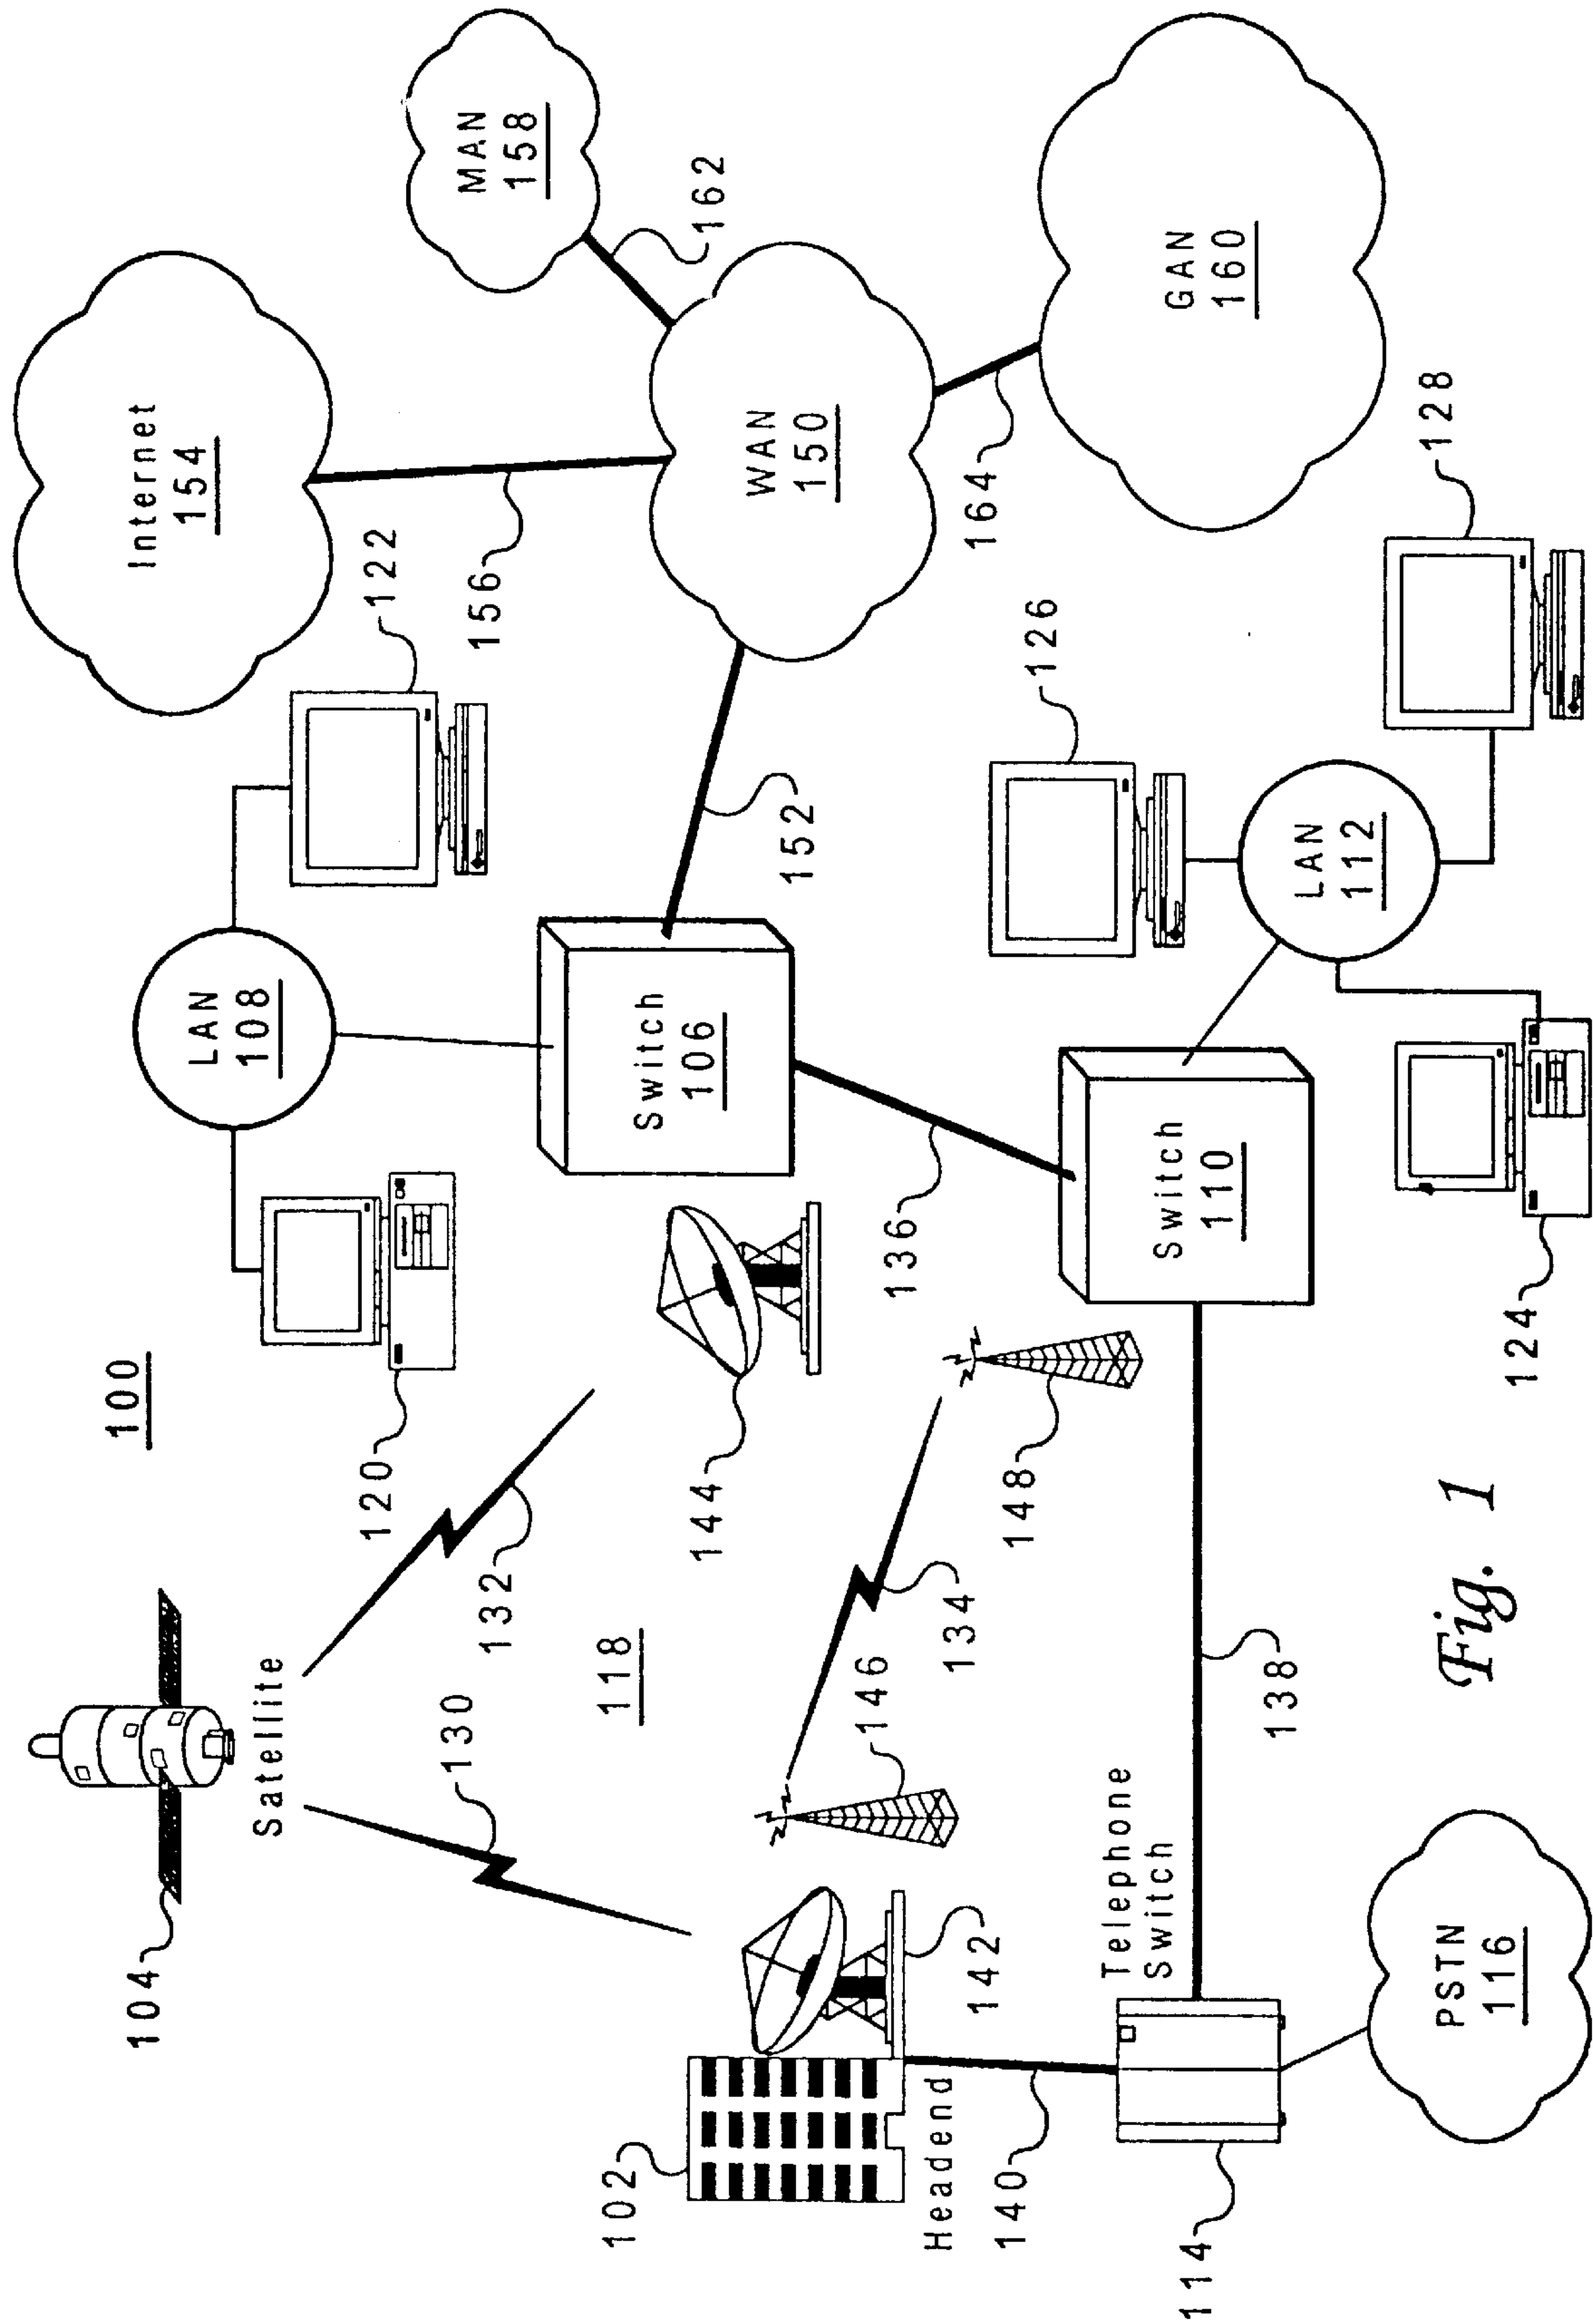 100
104
Satellite
130
132
118
102
Headend
140
142
144
146
134
148
Telephone
Switch
114
138
PSTN
116
120
LAN
108
122
Switch
106
136
Switch
110
152
Internet
154
156
MAN
158
162
WAN
150
164
GAN
160
126
LAN
112
128
124
Fig. 1